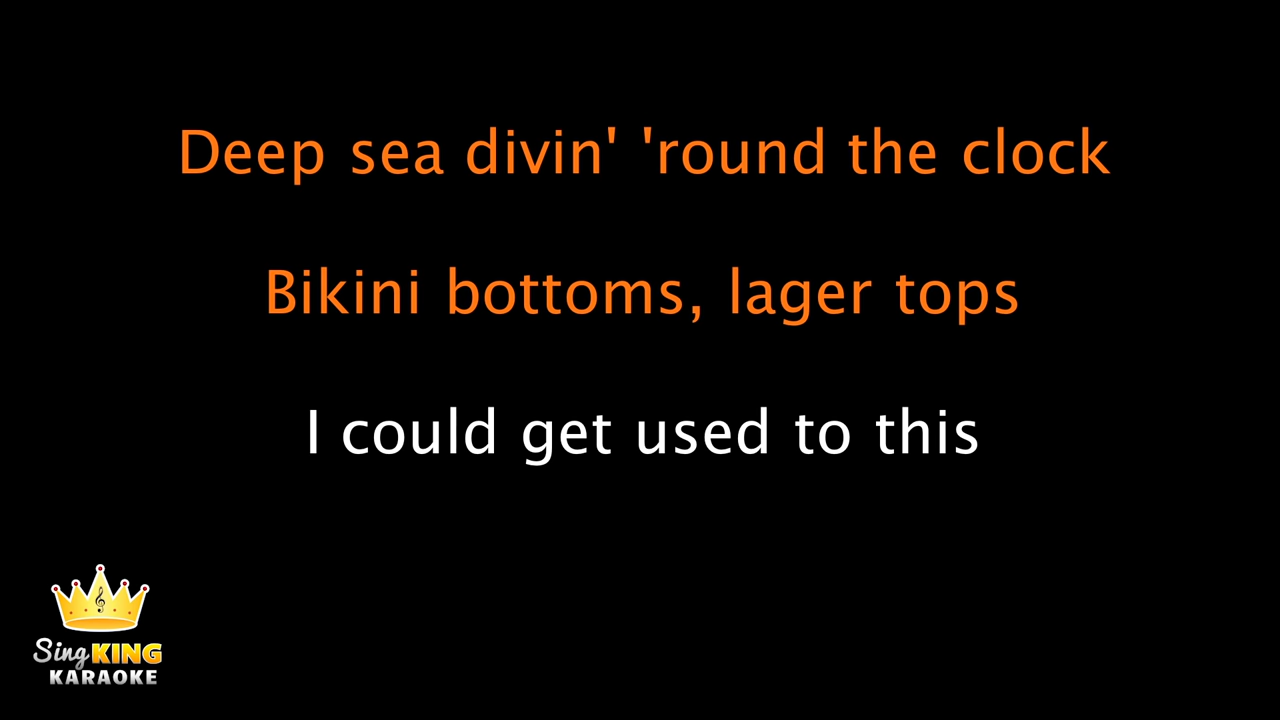 Deep sea divin' 'round the clock
Bikini bottoms, lager tops
I could get used to this
Sing KING
KARAOKE